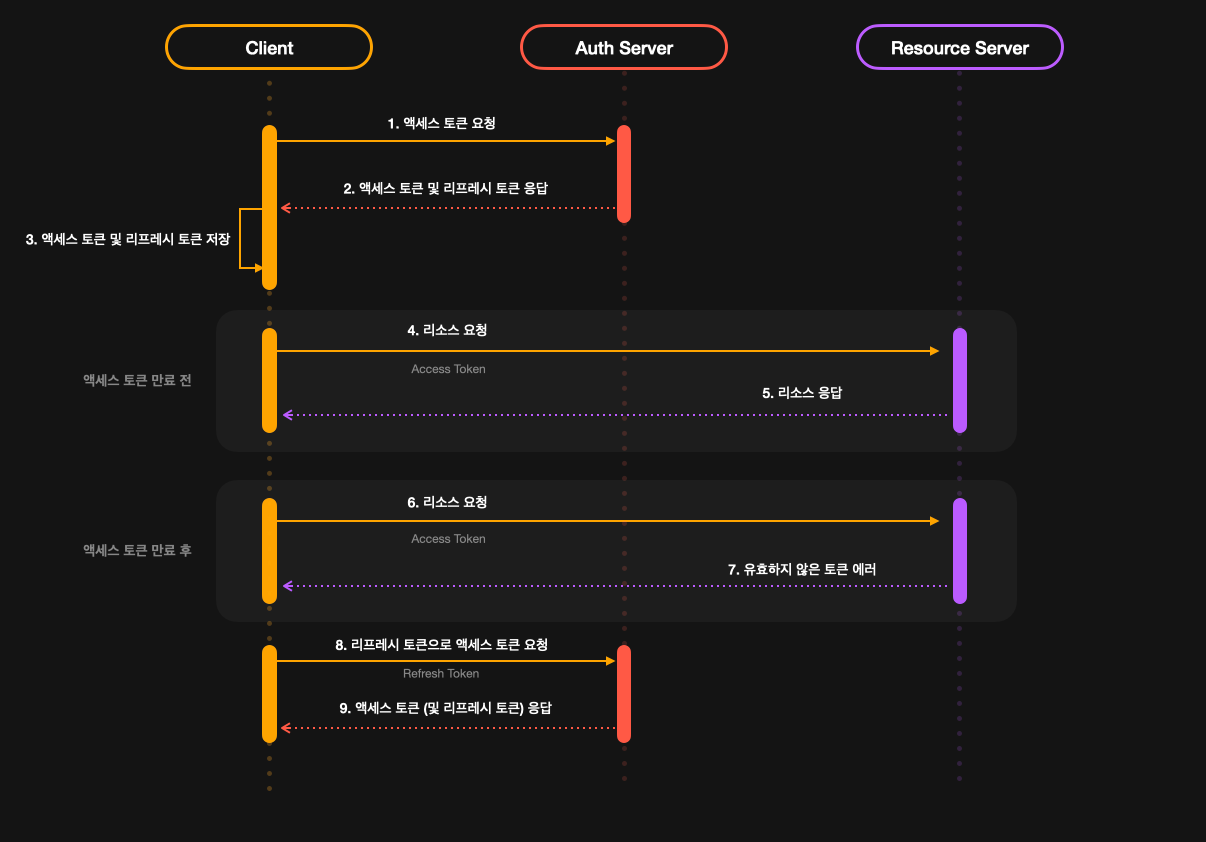 Client
Auth Server
Resource Server
1. 액세스 토큰 요청
2. 액세스 토큰 및 리프레시 토큰 응답
3. 액세스 토큰 및 리프레시 토큰 저장
4. 리소스 요청
Access Token
액세스 토큰 만료 전
5. 리소스 응답
6. 리소스 요청
Access Token
액세스 토큰 만료 후
7. 유효하지 않은 토큰 에러
8. 리프레시 토큰으로 액세스 토큰 요청
Refresh Token
9. 액세스 토큰 (및 리프레시 토큰) 응답